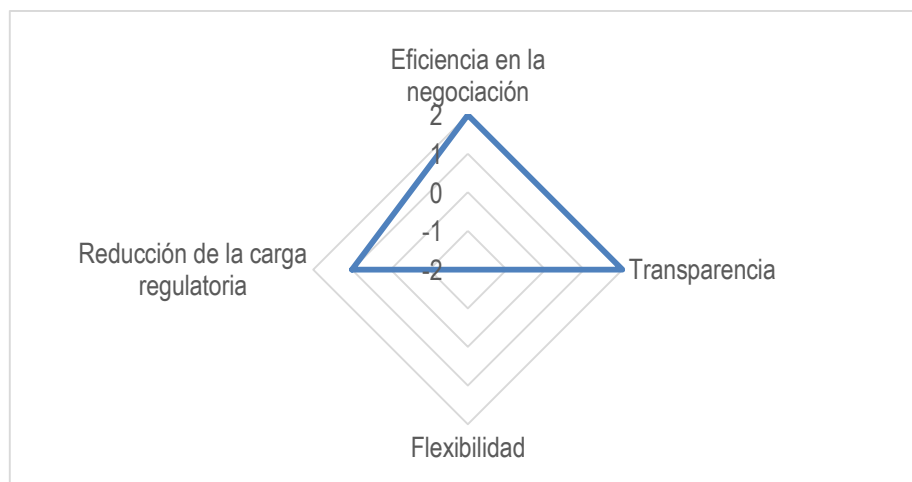 Eficiencia en la
negociación
2
1
0
-1
-2
Reducción de la carga
regulatoria
Transparencia
Flexibilidad